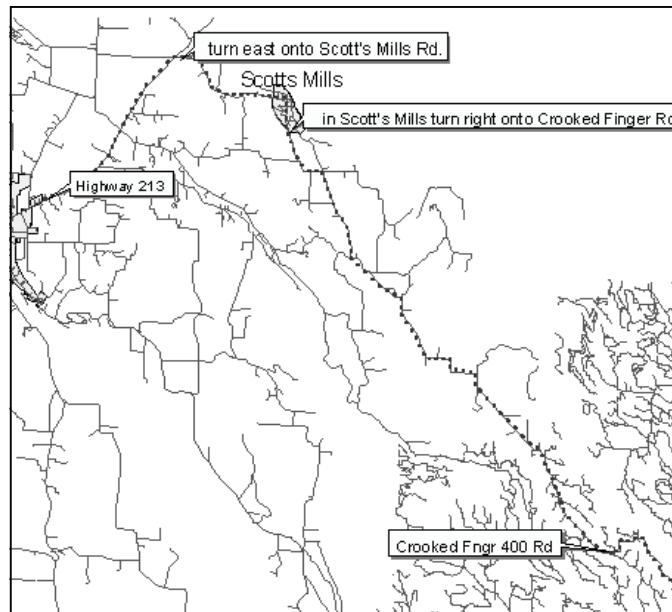 turn east onto Scott's Mills Rd.
Scotts Mills
in Scott's Mills turn right onto Crooked Finger Rd
Highway 213
Crooked Fngr 400 Rd